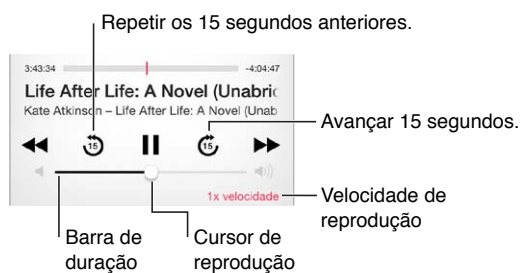 Repetir os 15 segundos anteriores.
3:43:34
-4:04:47
Life After Life: A Novel (Unabri
Kate Atkinson – Life After Life: A Novel (Unab
15
15
Avançar 15 segundos.
1x velocidade
Velocidade de
reprodução
Barra de
duração
Cursor de
reprodução